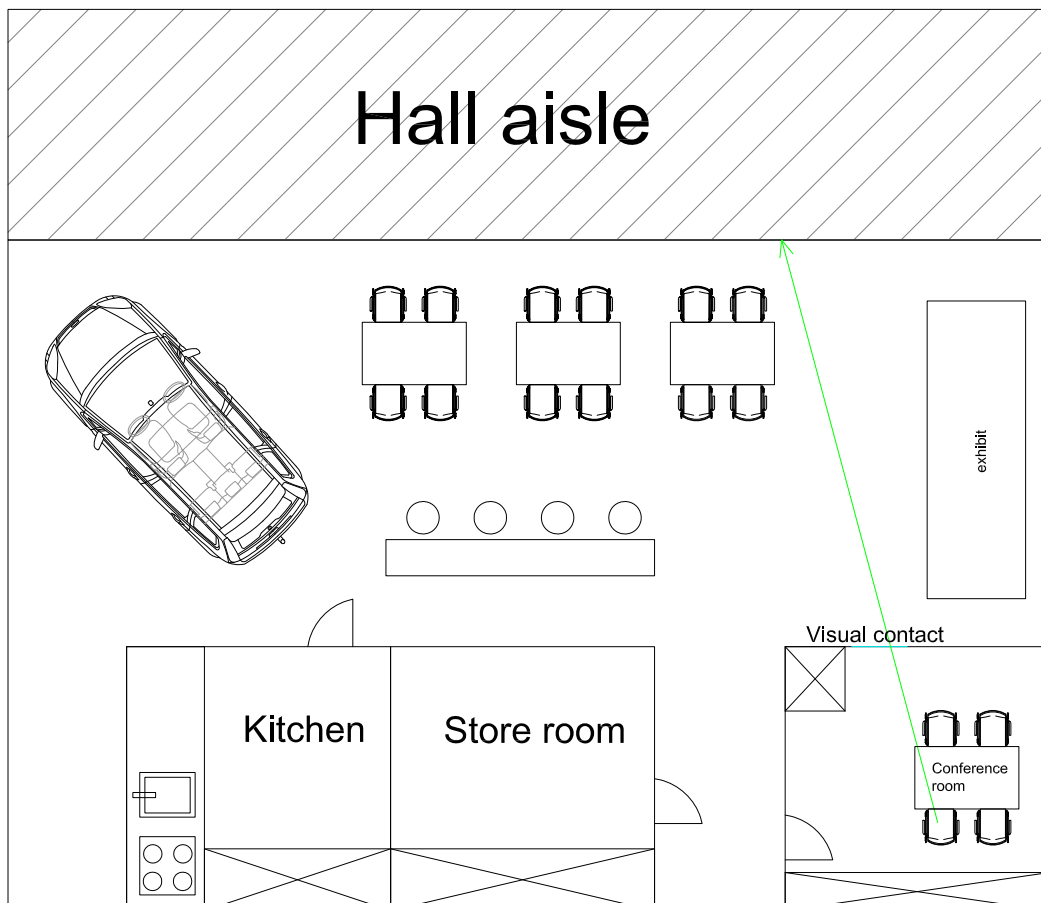 Hall aisle
exhibit
Visual contact
Kitchen
Store room
Conference
room